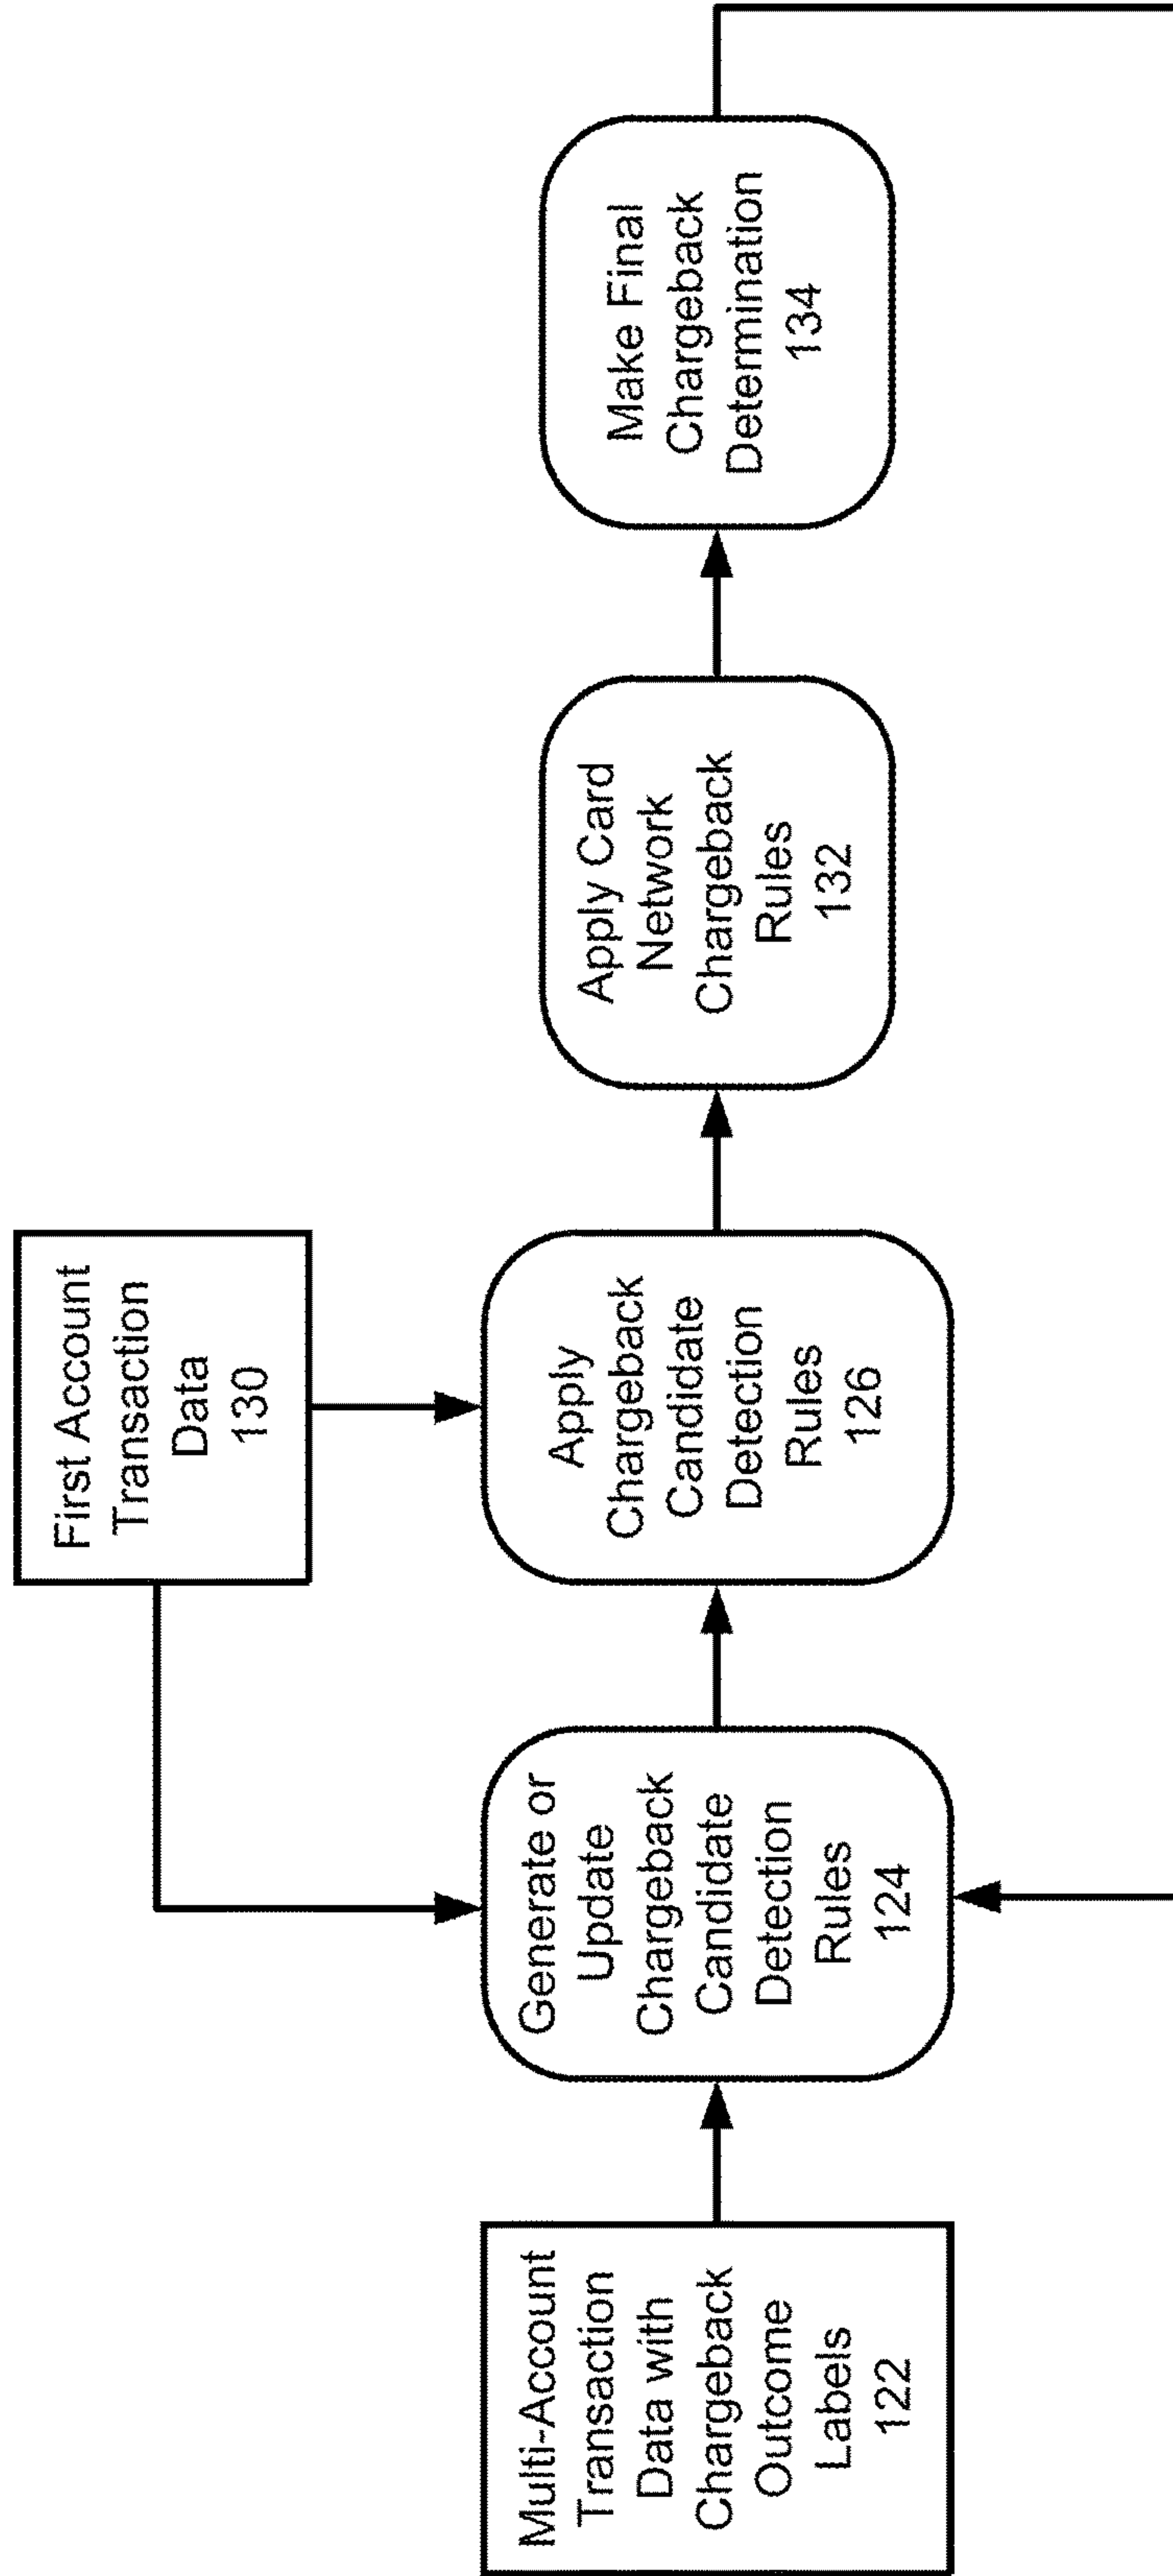 First Account
Transaction
Data
130
Multi-Account
Transaction
Data with
Chargeback
Outcome
Labels
122
Generate or
Update
Chargeback
Candidate
Detection
Rules
124
Apply
Chargeback
Candidate
Detection
Rules
126
Apply Card
Network
Chargeback
Rules
132
Make Final
Chargeback
Determination
134